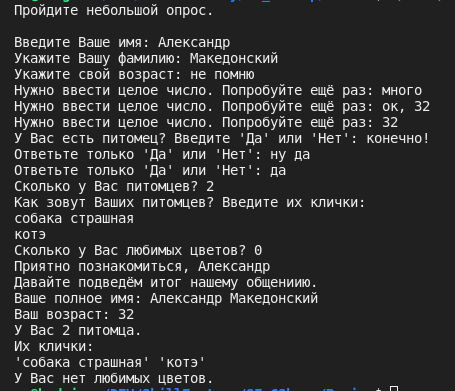 Пройдите небольшой опрос.
Введите Ваше имя: Александр
Укажите Вашу фамилию: Македонский
Укажите свой возраст: не помню
Нужно ввести целое число. Попробуйте ещё раз: много
Нужно ввести целое число. Попробуйте ещё раз: ок, 32
Нужно ввести целое число. Попробуйте ещё раз: 32
У Вас есть питомец? Введите 'Да' или 'Нет': конечно!
Ответьте только 'Да' или 'Нет': ну да
Ответьте только 'Да' или 'Нет': да
Сколько у Вас питомцев? 2
Как зовут Ваших питомцев? Введите их клички:
собака страшная
котэ
Сколько у Вас любимых цветов? 0
Приятно познакомиться, Александр
Давайте подведём итог нашему общениию.
Ваше полное имя: Александр Македонский
Ваш возраст: 32
У Вас 2 питомца.
Их клички:
'собака страшная' 'котэ'
У Вас нет любимых цветов.